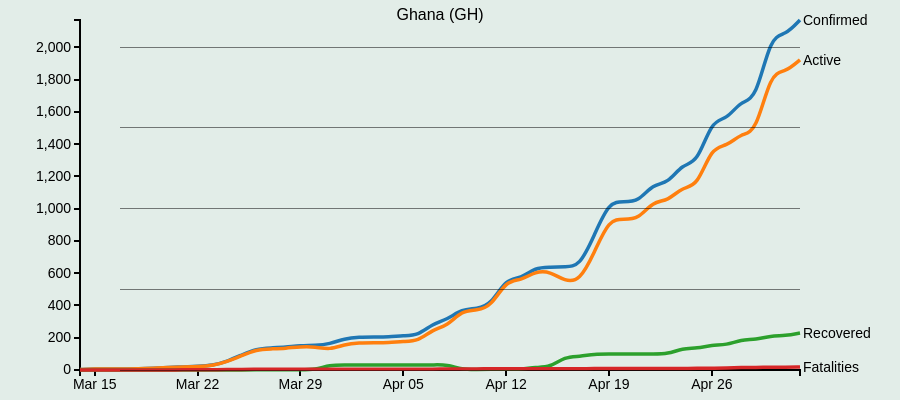 Ghana (GH)
Confirmed
Active
Recovered
Fatalities
2,000
1,800
1,600
1,400
1,200
1,000
800
600
400
200
0
Mar 15 Mar 22 Mar 29 Apr 05 Apr 12 Apr 19 Apr 26